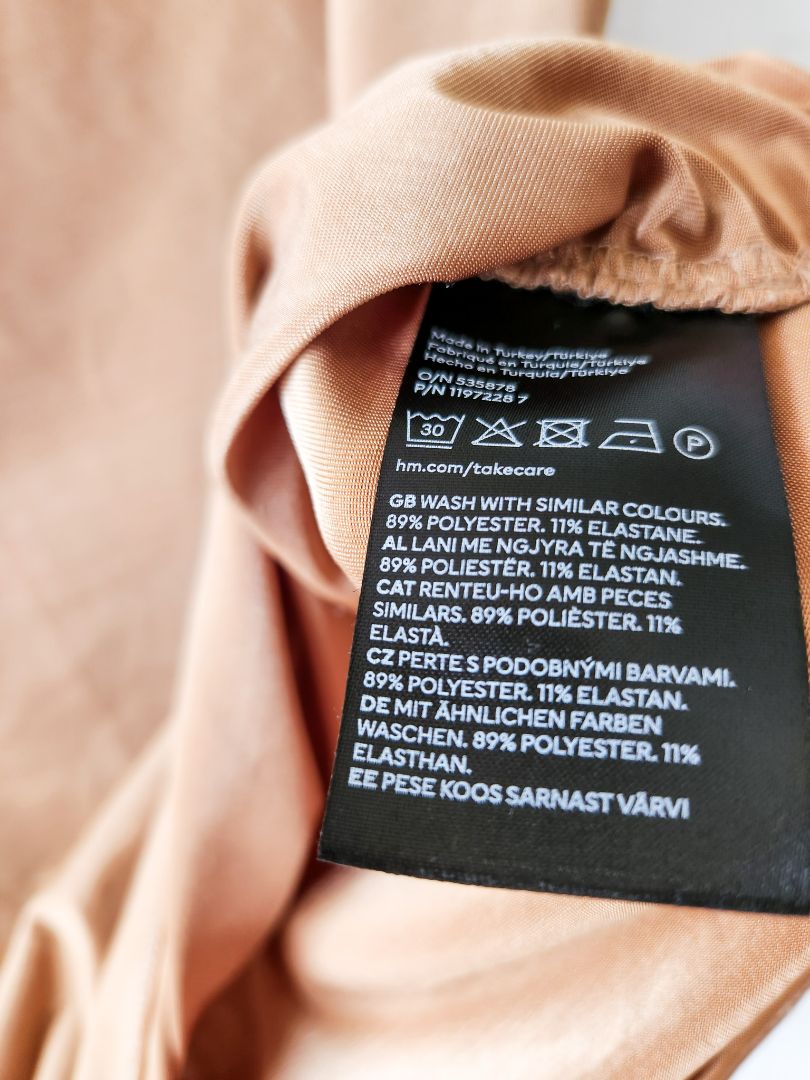 Made in Turkey/Türkiye
Fabriqué en Turquie/Türkiye
Hecho en Turquía/Türkiye
O/N 535878
P/N 1197228 7
30
P
hm.com/takecare
GB WASH WITH SIMILAR COLOURS.
89% POLYESTER. 11% ELASTANE.
AL LANI ME NGJYRA TË NGJASHME.
89% POLIESTËR. 11% ELASTAN.
CAT RENTEU-HO AMB PECES
SIMILARS. 89% POLIÈSTER. 11%
ELASTÀ.
CZ PERTE S PODOBNÝMI BARVAMI.
89% POLYESTER. 11% ELASTAN.
DE MIT ÄHNLICHEN FARBEN
WASCHEN. 89% POLYESTER. 11%
ELASTHAN.
EE PESE KOOS SARNAST VÄRVI